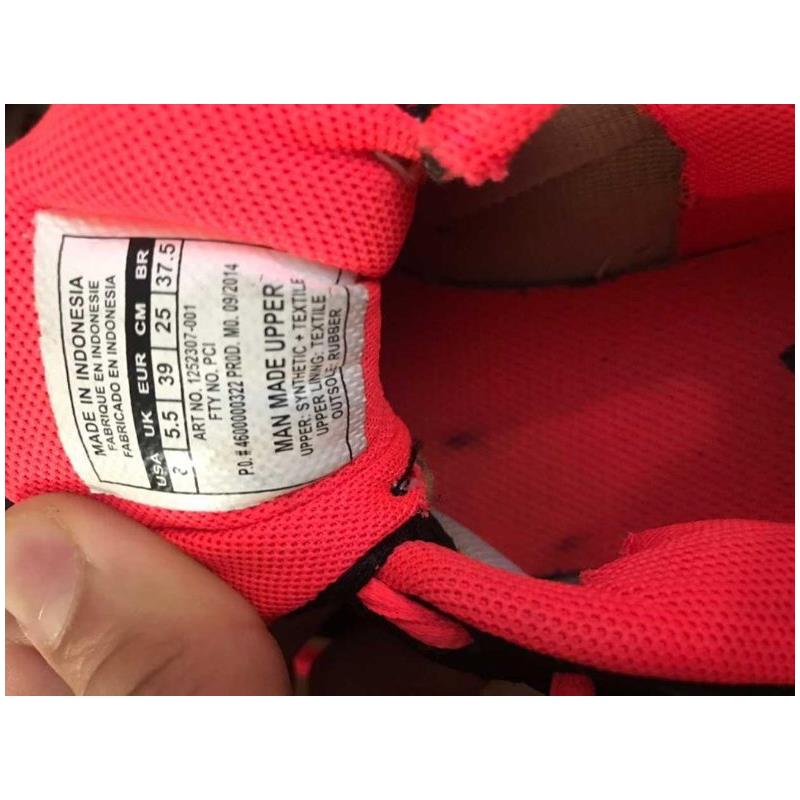 MADE IN INDONESIA
FABRIQUE EN INDONESIE
FABRICADO EN INDONESIA
USA UK EUR CM BR
5.5 39 25 37.5
ART NO. 1252307-001
FTY NO. PCI
P.O. # 4600000322 PROD. MO. 09/2014
MAN MADE UPPER
UPPER: SYNTHETIC + TEXTILE
UPPER LINNG: TEXTILE
OUTSOLE: RUBBER